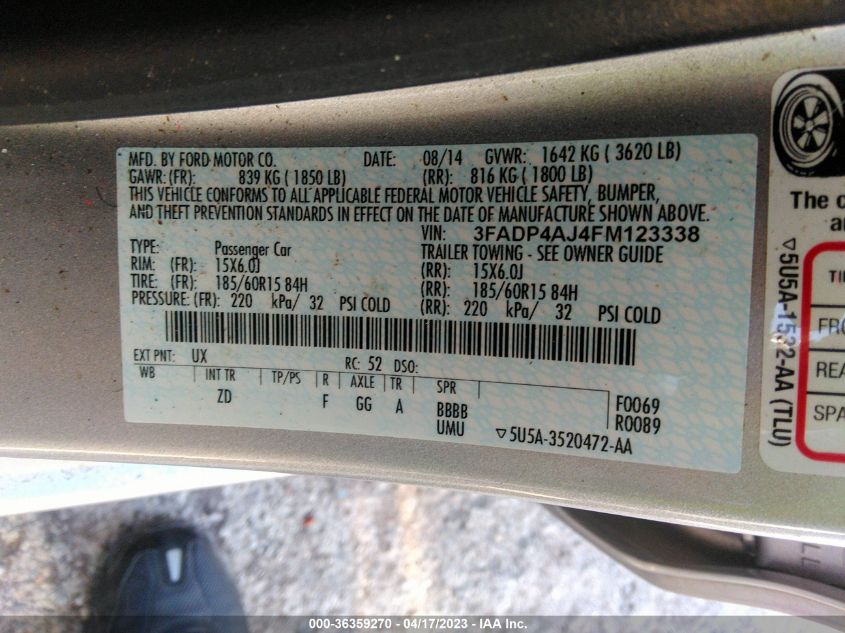 MFD. BY FORD MOTOR CO. DATE: 08/14 GVWR: 1642 KG ( 3620 LB)
GAWR: (FR): 839 KG ( 1850 LB) (RR): 816 KG ( 1800 LB)
THIS VEHICLE CONFORMS TO ALL APPLICABLE FEDERAL MOTOR VEHICLE SAFETY, BUMPER,
AND THEFT PREVENTION STANDARDS IN EFFECT ON THE DATE OF MANUFACTURE SHOWN ABOVE.
VIN: 3FADP4AJ4FM123338
TYPE: Passenger Car TRAILER TOWING - SEE OWNER GUIDE
RIM: (FR): 15X6.0J (RR): 15X6.0J
TIRE: (FR): 185/60R15 84H (RR): 185/60R15 84H
PRESSURE: (FR): 220 kPa/ 32 PSI COLD (RR): 220 kPa/ 32 PSI COLD
EXT PNT: UX RC: 52 DSO:
WB INT TR TP/PS R AXLE TR SPR
ZD F GG A BBBB F0069
UMU R0089
▽5U5A-3520472-AA
The c
TI
FRO
REA
SPA
▽5U5A-1532-AA (TLU)
000-36359270 - 04/17/2023 - IAA Inc.